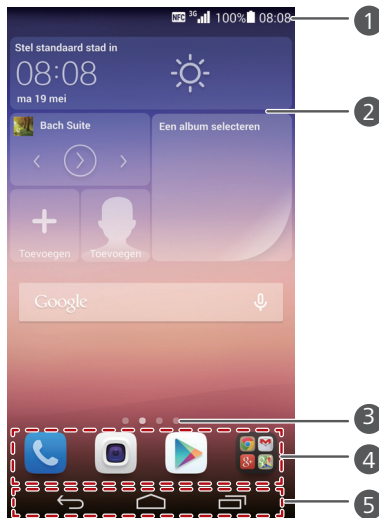 NFC 3G 100% 08:08
1
Stel standaard stad in
08:08
ma 19 mei
2
Bach Suite
Een album selecteren
Toevoegen Toevoegen
Google
3
4
5